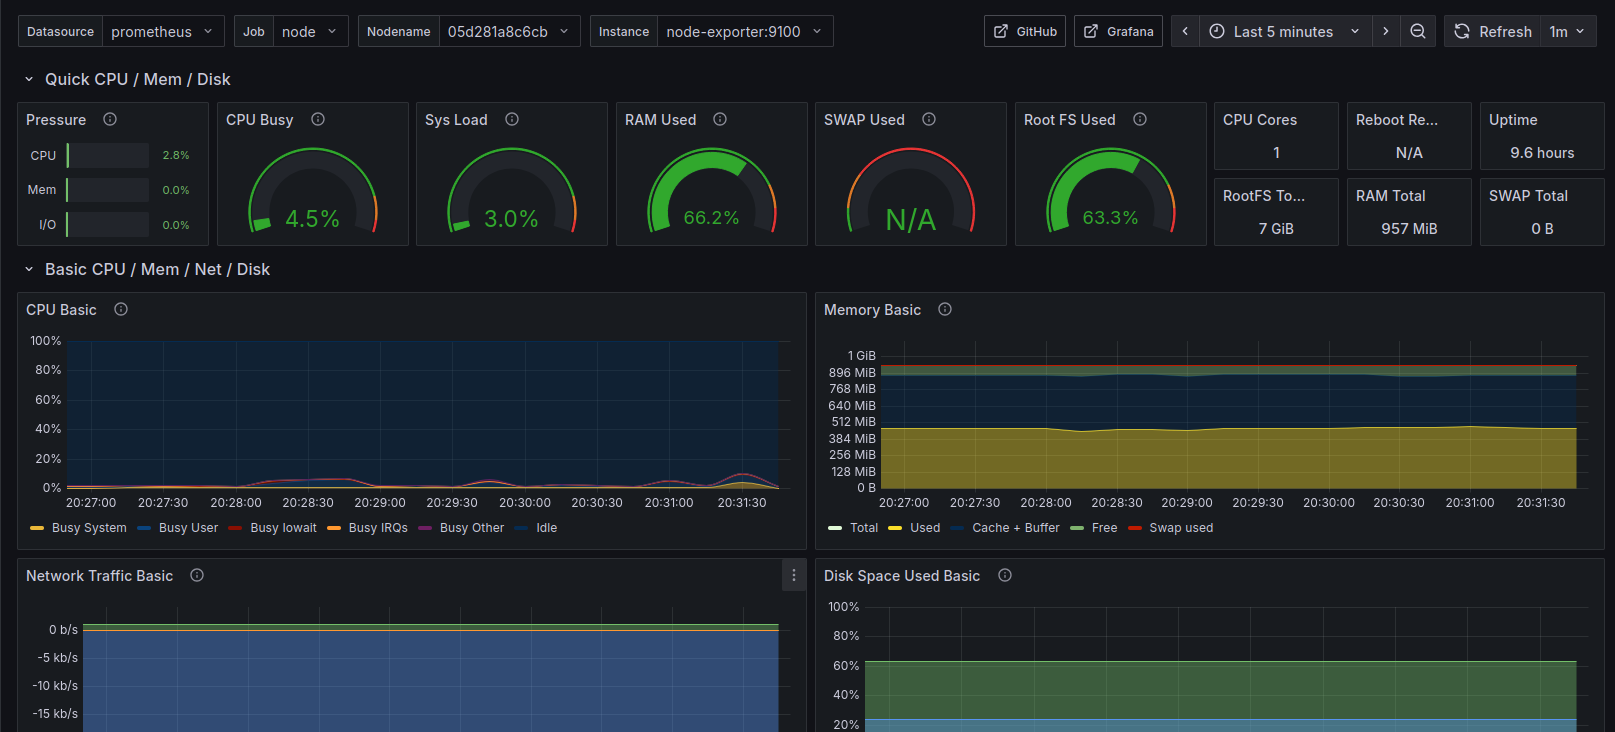 Datasource prometheus Job node Nodename 05d281a8c6cb Instance node-exporter:9100 GitHub Grafana Last 5 minutes Refresh 1m
Quick CPU / Mem / Disk
Pressure
CPU 2.8%
Mem 0.0%
I/O 0.0%
CPU Busy
4.5%
Sys Load
3.0%
RAM Used
66.2%
SWAP Used
N/A
Root FS Used
63.3%
CPU Cores
1
Reboot Re...
N/A
Uptime
9.6 hours
RootFS To...
7 GiB
RAM Total
957 MiB
SWAP Total
0 B
Basic CPU / Mem / Net / Disk
CPU Basic
100%
80%
60%
40%
20%
0%
20:27:00 20:27:30 20:28:00 20:28:30 20:29:00 20:29:30 20:30:00 20:30:30 20:31:00 20:31:30
Busy System Busy User Busy Iowait Busy IRQs Busy Other Idle
Memory Basic
1 GiB
896 MiB
768 MiB
640 MiB
512 MiB
384 MiB
256 MiB
128 MiB
0 B
20:27:00 20:27:30 20:28:00 20:28:30 20:29:00 20:29:30 20:30:00 20:30:30 20:31:00 20:31:30
Total Used Cache + Buffer Free Swap used
Network Traffic Basic
0 b/s
-5 kb/s
-10 kb/s
-15 kb/s
Disk Space Used Basic
100%
80%
60%
40%
20%